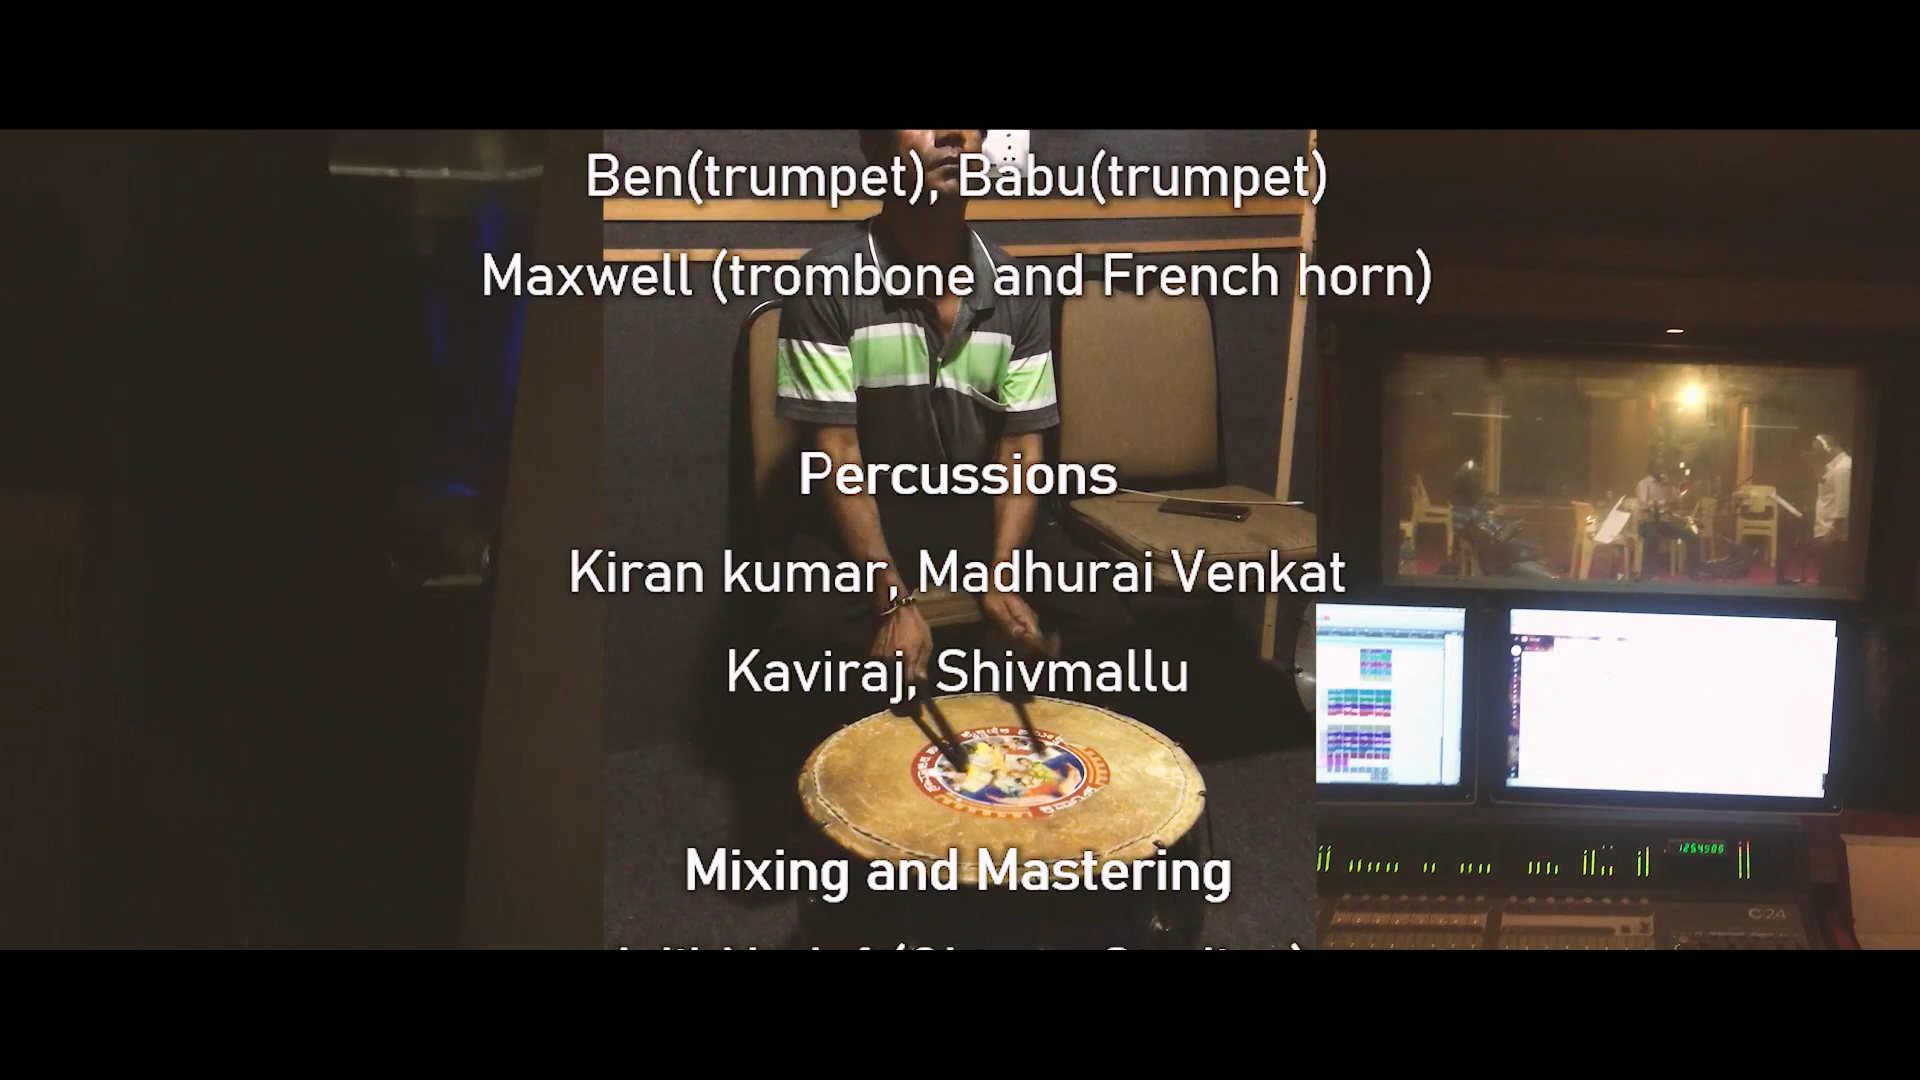 Ben(trumpet), Babu(trumpet)
Maxwell (trombone and French horn)
Percussions
Kiran kumar, Madhurai Venkat
Kaviraj, Shivmallu
Mixing and Mastering
C|24